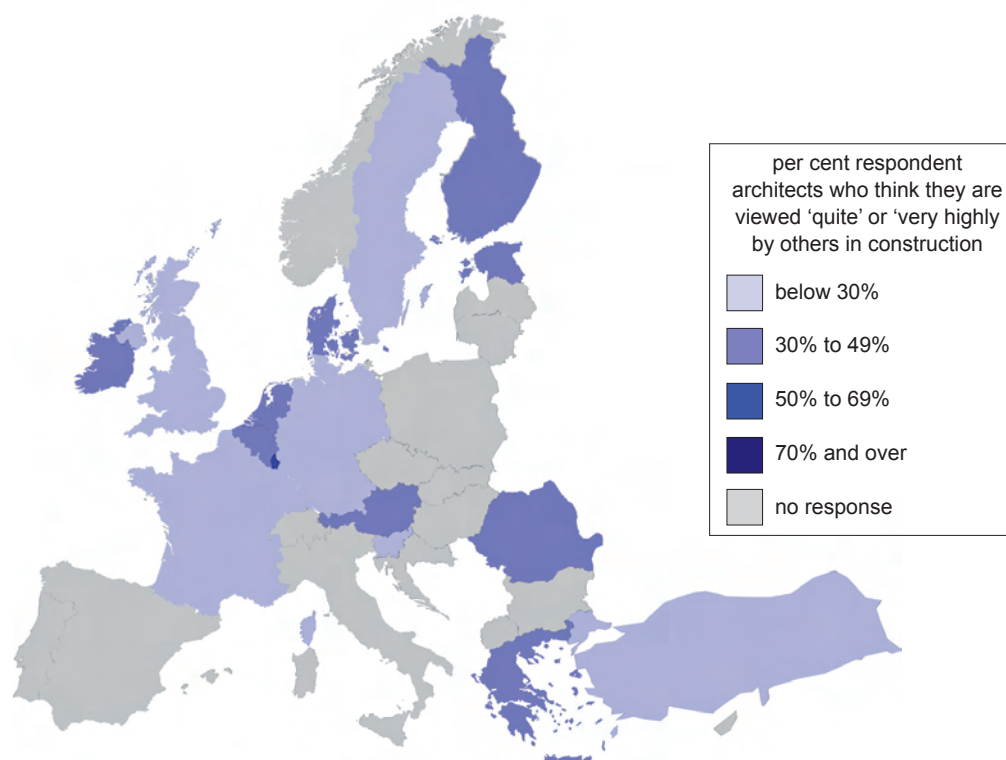 per cent respondent
architects who think they are
viewed ‘quite’ or ‘very highly
by others in construction
below 30%
30% to 49%
50% to 69%
70% and over
no response